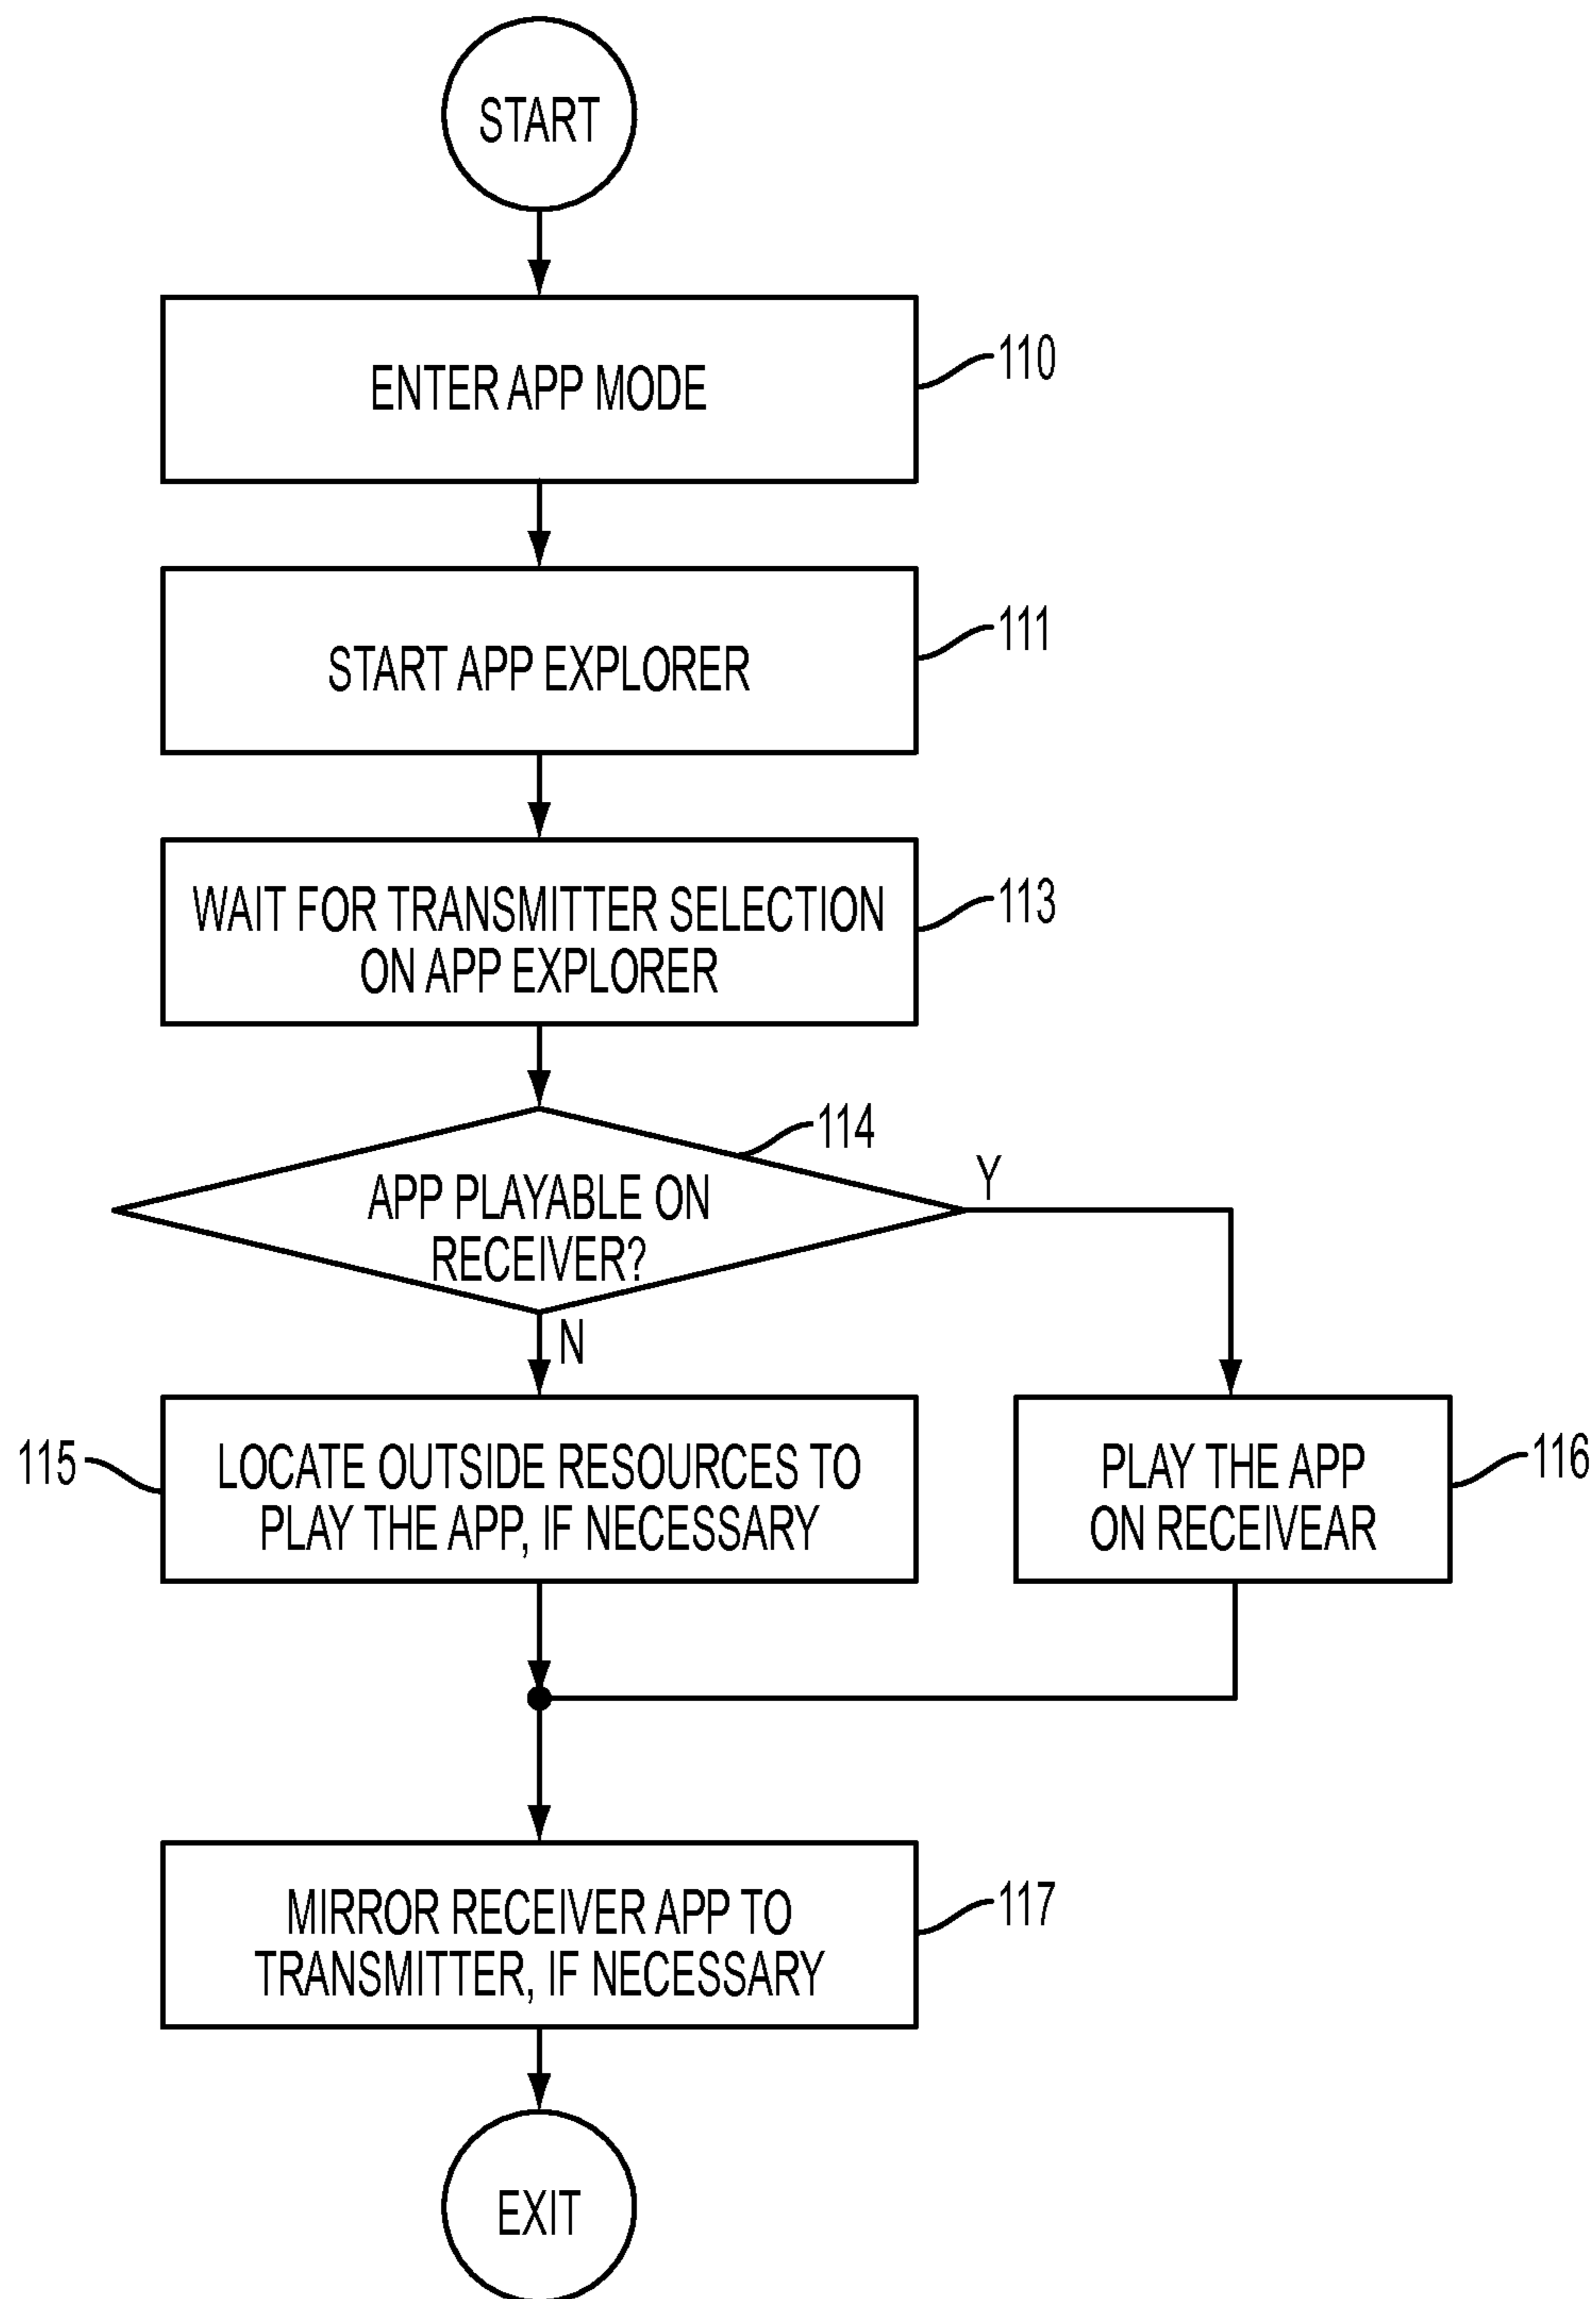 START
ENTER APP MODE
110
START APP EXPLORER
111
WAIT FOR TRANSMITTER SELECTION
ON APP EXPLORER
113
114
APP PLAYABLE ON
RECEIVER?
Y
N
115
LOCATE OUTSIDE RESOURCES TO
PLAY THE APP, IF NECESSARY
PLAY THE APP
ON RECEIVEAR
116
MIRROR RECEIVER APP TO
TRANSMITTER, IF NECESSARY
117
EXIT